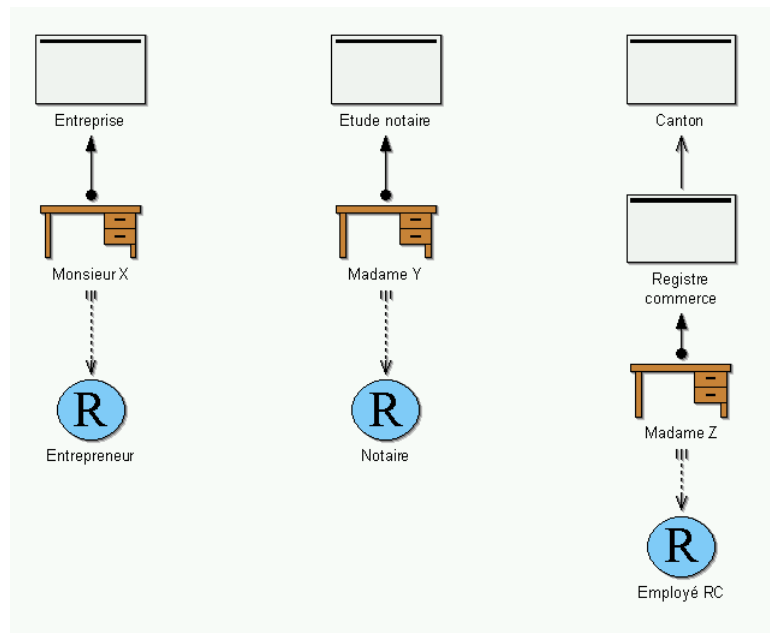 Entreprise
Etude notaire
Canton
Monsieur X
Madame Y
Registre
commerce
R
Entrepreneur
R
Notaire
Madame Z
R
Employé RC